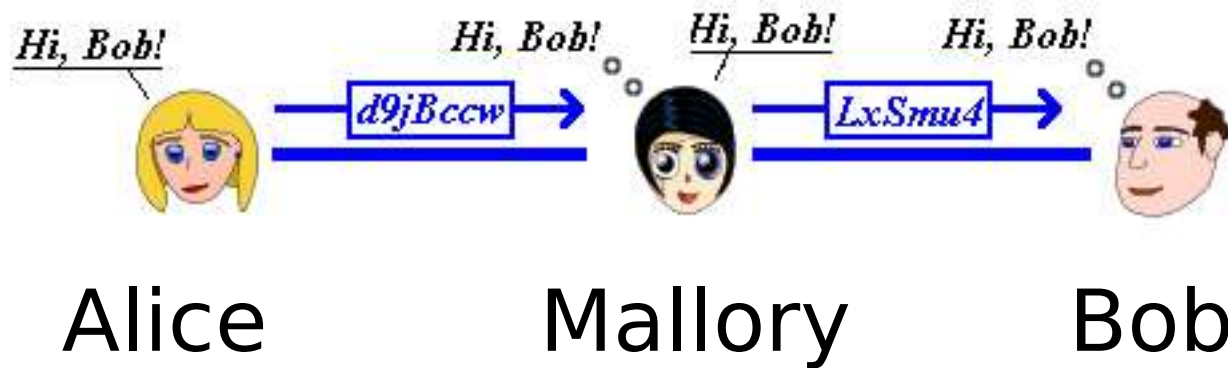 Hi, Bob!
Hi, Bob!
Hi, Bob!
Hi, Bob!
d9jBccw
LxSmu4
Alice
Mallory
Bob